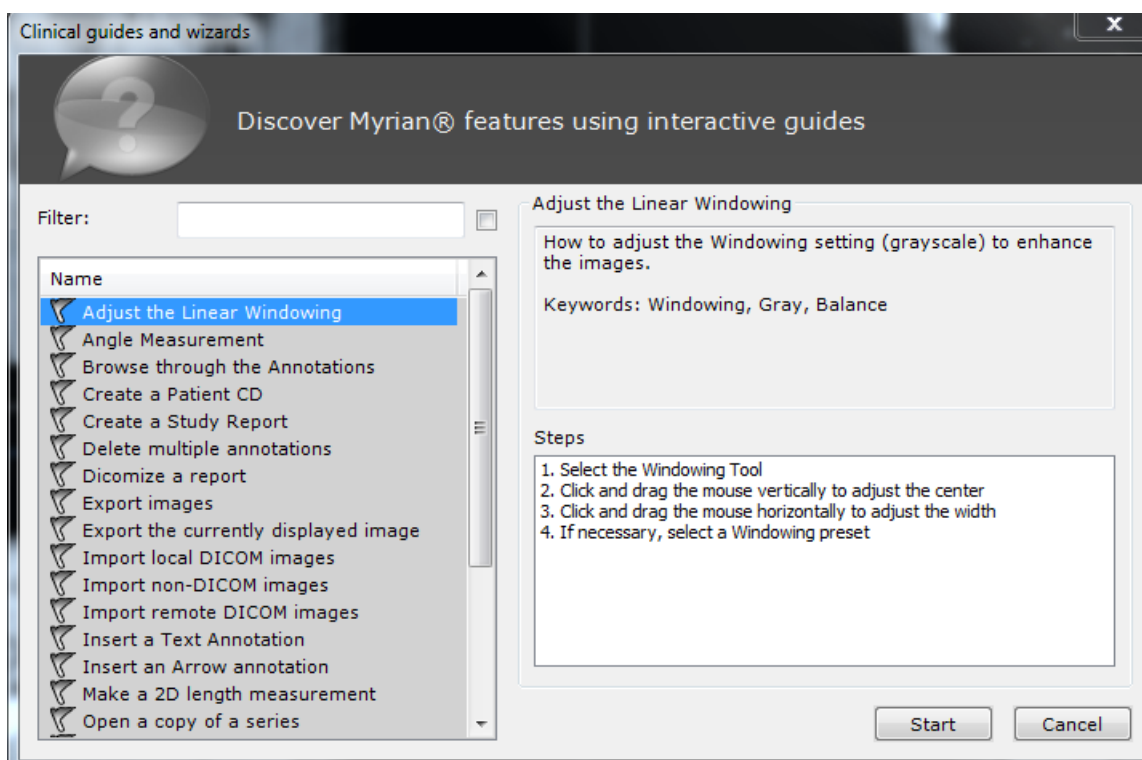 Clinical guides and wizards
x
?
Discover Myrian® features using interactive guides
Filter:
Name
Adjust the Linear Windowing
Angle Measurement
Browse through the Annotations
Create a Patient CD
Create a Study Report
Delete multiple annotations
Dicomize a report
Export images
Export the currently displayed image
Import local DICOM images
Import non-DICOM images
Import remote DICOM images
Insert a Text Annotation
Insert an Arrow annotation
Make a 2D length measurement
Open a copy of a series
Adjust the Linear Windowing
How to adjust the Windowing setting (grayscale) to enhance
the images.
Keywords: Windowing, Gray, Balance
Steps
1. Select the Windowing Tool
2. Click and drag the mouse vertically to adjust the center
3. Click and drag the mouse horizontally to adjust the width
4. If necessary, select a Windowing preset
Start
Cancel